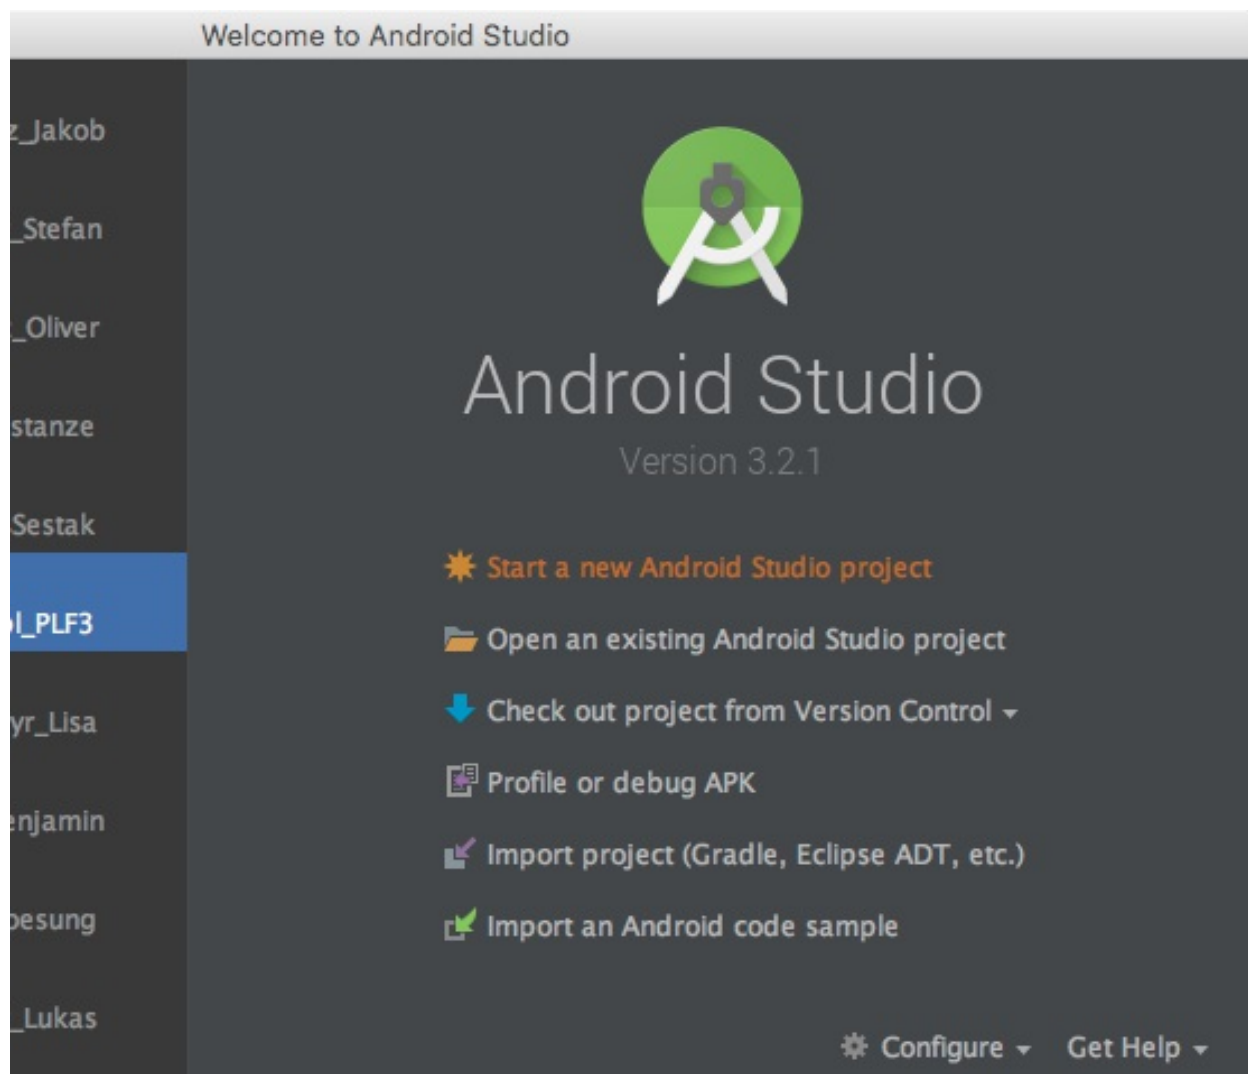 Welcome to Android Studio
z_Jakob
_Stefan
_Oliver
stanze
Sestak
l_PLF3
yr_Lisa
enjamin
besung
_Lukas
Android Studio
Version 3.2.1
Start a new Android Studio project
Open an existing Android Studio project
Check out project from Version Control
Profile or debug APK
Import project (Gradle, Eclipse ADT, etc.)
Import an Android code sample
Configure
Get Help